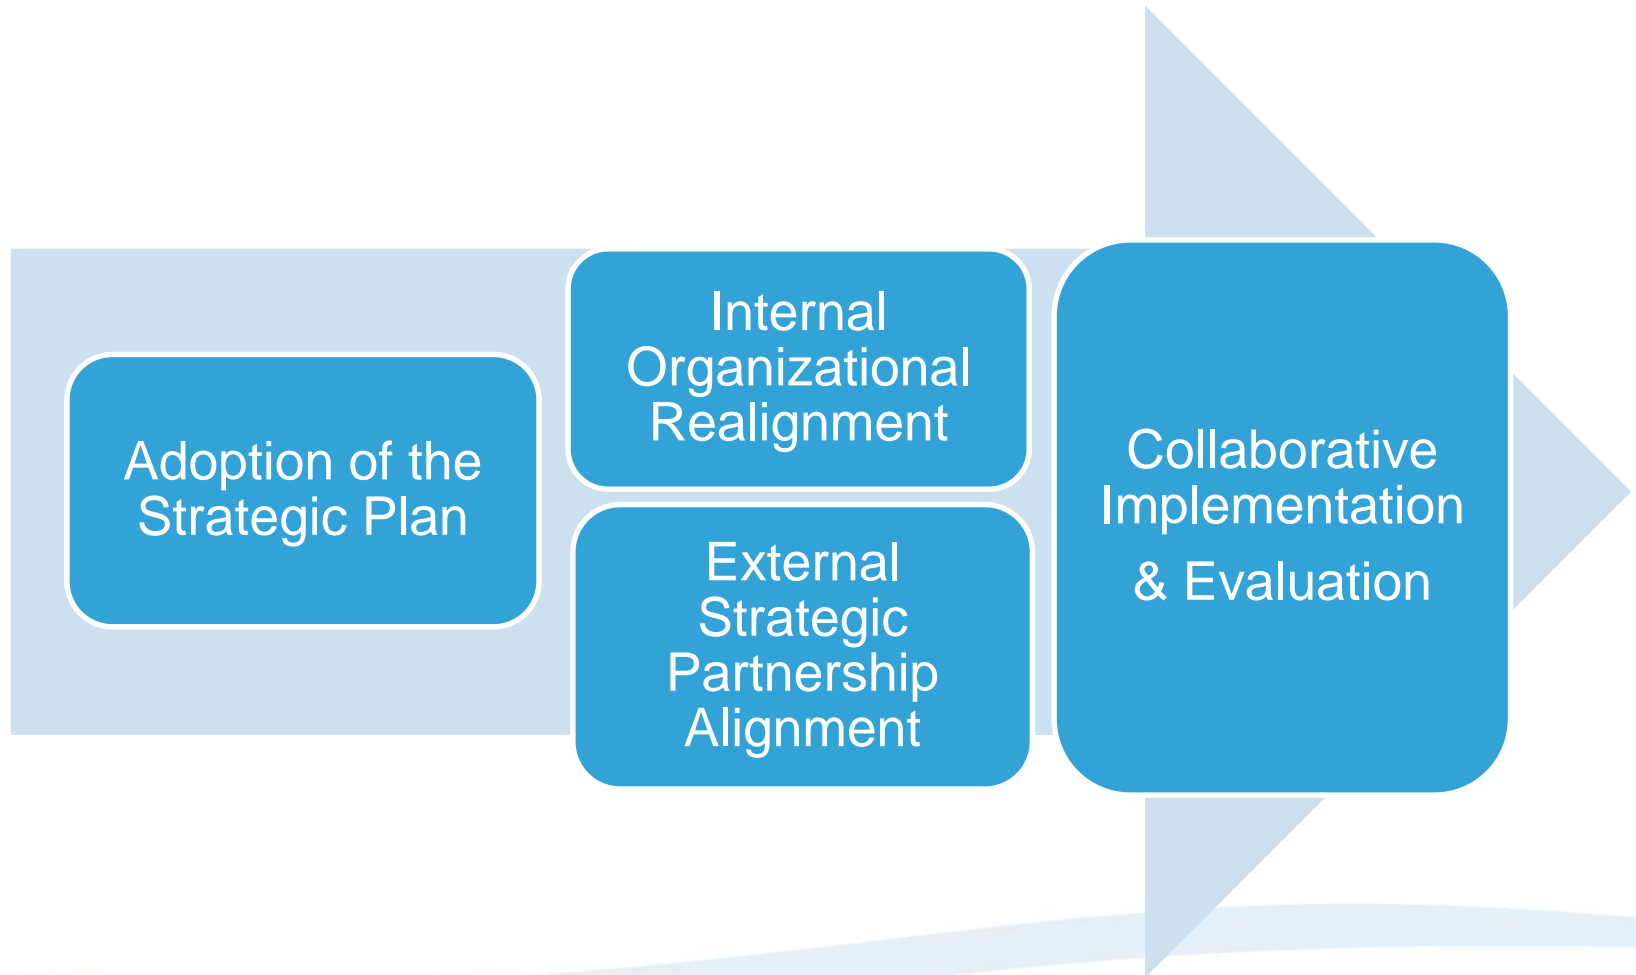 Adoption of the
Strategic Plan
Internal
Organizational
Realignment
External
Strategic
Partnership
Alignment
Collaborative
Implementation
& Evaluation